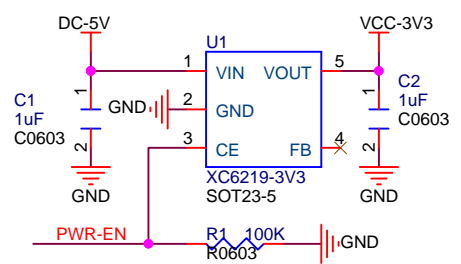 DC-5V
VCC-3V3
U1
1
VIN
VOUT
5
C1
1uF
C0603
1
2
GND
GND
2
GND
3
CE
FB
4
XC6219-3V3
SOT23-5
C2
1uF
C0603
1
2
GND
PWR-EN
R1
100K
R0603
GND